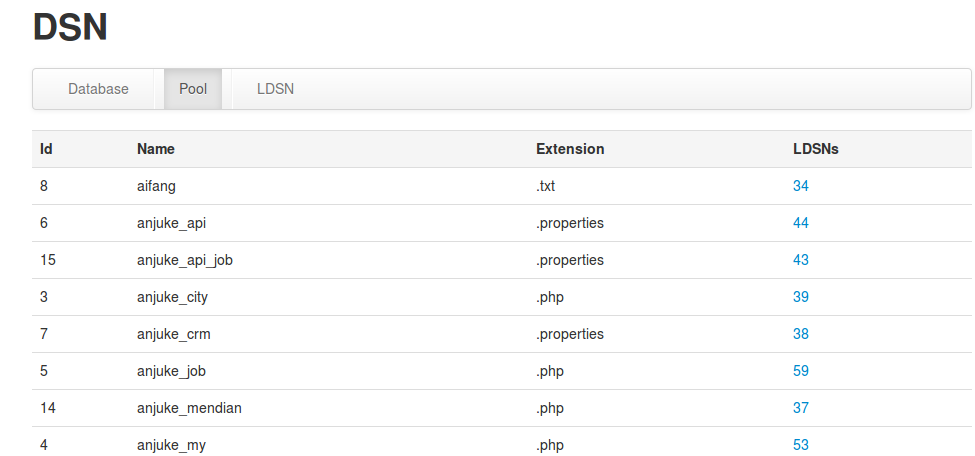 DSN
Database Pool LDSN
Id Name Extension LDSNs
8 aifang .txt 34
6 anjuke_api .properties 44
15 anjuke_api_job .properties 43
3 anjuke_city .php 39
7 anjuke_crm .properties 38
5 anjuke_job .php 59
14 anjuke_mendian .php 37
4 anjuke_my .php 53